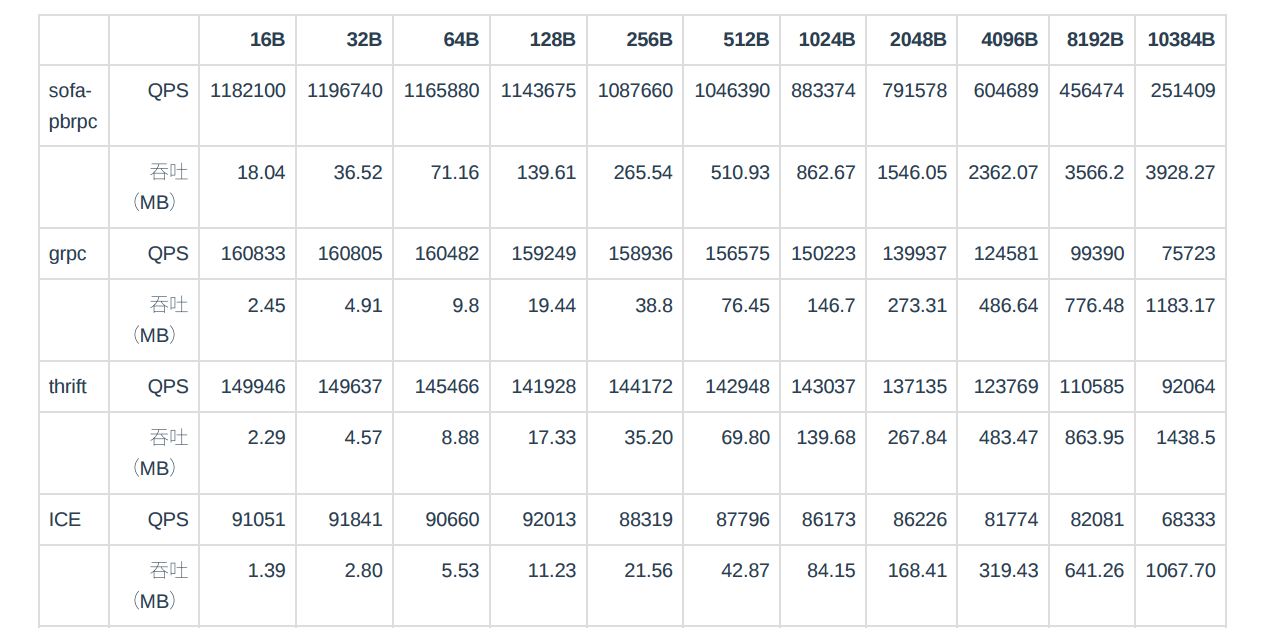 16B 32B 64B 128B 256B 512B 1024B 2048B 4096B 8192B 10384B
sofa- QPS 1182100 1196740 1165880 1143675 1087660 1046390 883374 791578 604689 456474 251409
pbrpc
吞吐 18.04 36.52 71.16 139.61 265.54 510.93 862.67 1546.05 2362.07 3566.2 3928.27
（MB）
grpc QPS 160833 160805 160482 159249 158936 156575 150223 139937 124581 99390 75723
吞吐 2.45 4.91 9.8 19.44 38.8 76.45 146.7 273.31 486.64 776.48 1183.17
（MB）
thrift QPS 149946 149637 145466 141928 144172 142948 143037 137135 123769 110585 92064
吞吐 2.29 4.57 8.88 17.33 35.20 69.80 139.68 267.84 483.47 863.95 1438.5
（MB）
ICE QPS 91051 91841 90660 92013 88319 87796 86173 86226 81774 82081 68333
吞吐 1.39 2.80 5.53 11.23 21.56 42.87 84.15 168.41 319.43 641.26 1067.70
（MB）